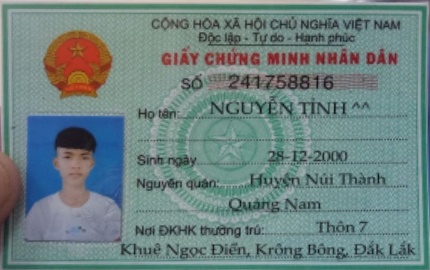 CỘNG HÒA XÃ HỘI CHỦ NGHĨA VIỆT NAM
Độc lập - Tự do - Hạnh phúc
GIẤY CHỨNG MINH NHÂN DÂN
SỐ 241758816
Họ tên: NGUYỄN TÌNH ^^
Sinh ngày 28-12-2000
Nguyên quán: Huyện Núi Thành
Quảng Nam
Nơi ĐKHK thường trú: Thôn 7
Khuê Ngọc Điền, Krông Bông, Đắk Lắk